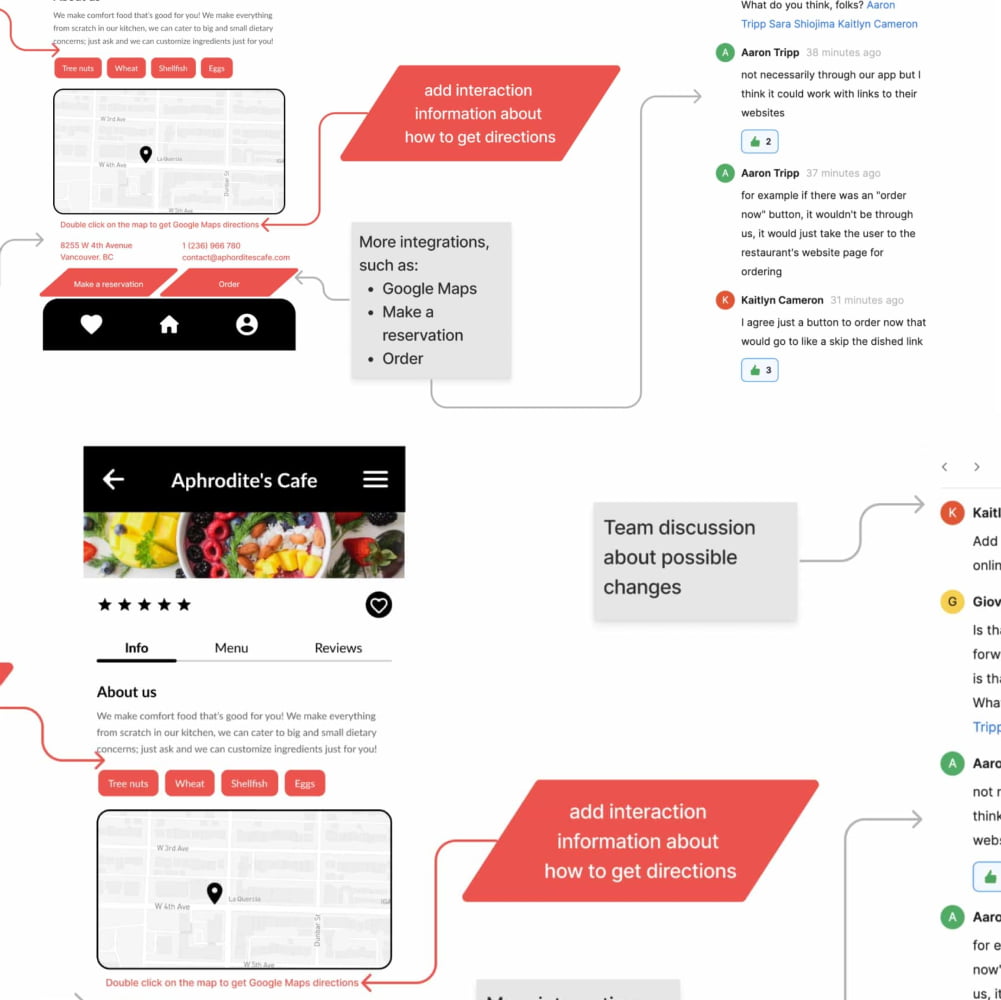 We make comfort food that's good for you! We make everything
from scratch in our kitchen, we can cater to big and small dietary
concerns; just ask and we can customize ingredients just for you!
Tree nuts
Wheat
Shellfish
Eggs
W 3rd Ave
La Quercia
W 4th Ave
Dunbar St
W 5th Ave
Double click on the map to get Google Maps directions
8255 W 4th Avenue
Vancouver. BC
1 (236) 966 780
contact@aphorditescafe.com
Make a reservation
Order
add interaction
information about
how to get directions
More integrations,
such as:
• Google Maps
• Make a
reservation
• Order
What do you think, folks? Aaron
Tripp Sara Shiojima Kaitlyn Cameron
A
Aaron Tripp 38 minutes ago
not necessarily through our app but I
think it could work with links to their
websites
2
A
Aaron Tripp 37 minutes ago
for example if there was an "order
now" button, it wouldn't be through
us, it would just take the user to the
restaurant's website page for
ordering
K
Kaitlyn Cameron 31 minutes ago
I agree just a button to order now that
would go to like a skip the dished link
3
Aphrodite's Cafe
Info
Menu
Reviews
About us
We make comfort food that's good for you! We make everything
from scratch in our kitchen, we can cater to big and small dietary
concerns; just ask and we can customize ingredients just for you!
Tree nuts
Wheat
Shellfish
Eggs
W 3rd Ave
La Quercia
W 4th Ave
IGA
Dunbar St
W 5th Ave
Double click on the map to get Google Maps directions
add interaction
information about
how to get directions
Team discussion
about possible
changes
K
Kaitl
Add
onlin
G
Giov
Is tha
forw
is tha
Wha
Tripp
A
Aaro
not n
think
webs
A
Aaro
for e
now"
us, it